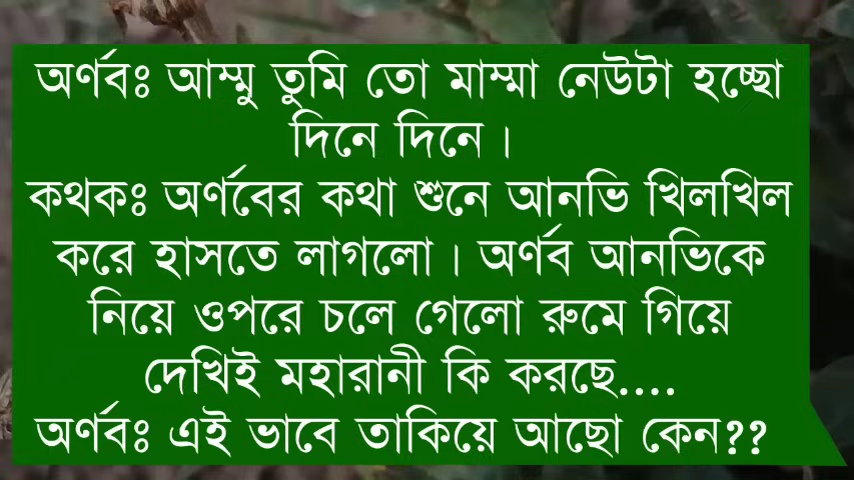 অর্ণবঃ আম্মু তুমি তো মাম্মা নেউটা হচ্ছো
দিনে দিনে।
কথকঃ অর্ণবের কথা শুনে আনভি খিলখিল
করে হাসতে লাগলো। অর্ণব আনভিকে
নিয়ে ওপরে চলে গেলো রুমে গিয়ে
দেখিই মহারানী কি করছে....
অর্ণবঃ এই ভাবে তাকিয়ে আছো কেন??